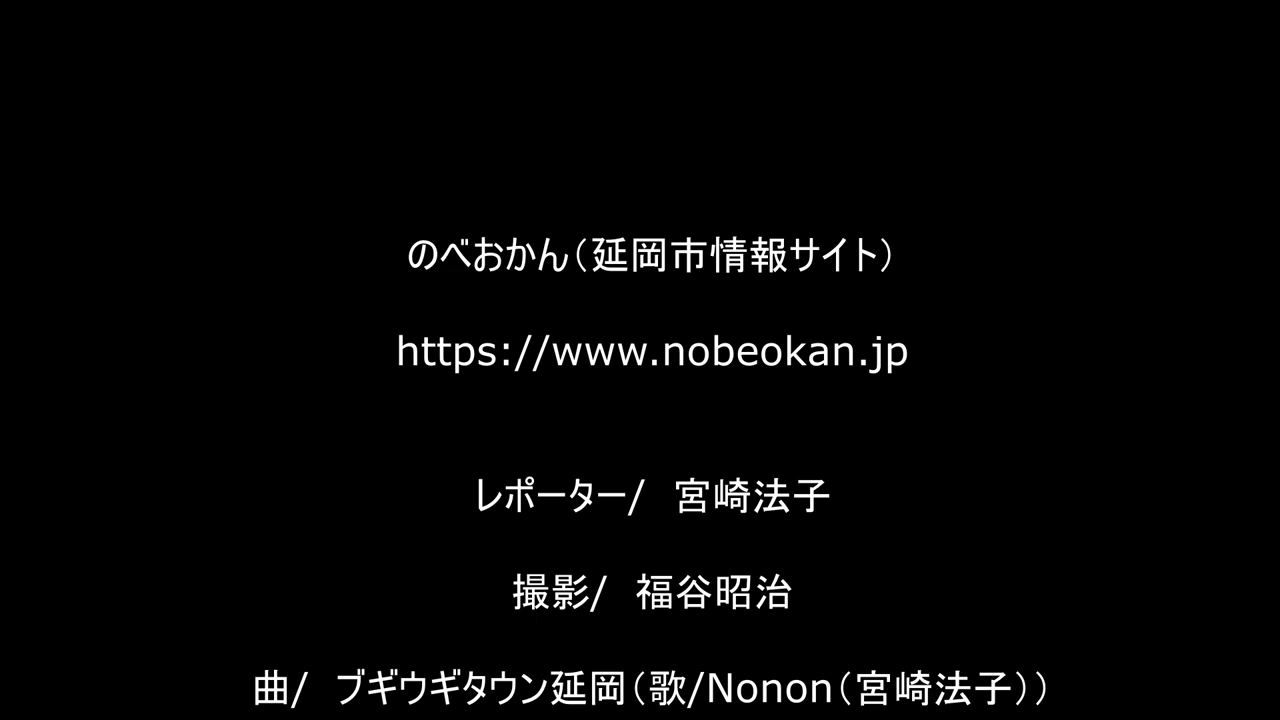 のべおかん（延岡市情報サイト）
https://www.nobeokan.jp
レポーター/　宮崎法子
撮影/　福谷昭治
曲/　ブギウギタウン延岡（歌/Nonon（宮崎法子））